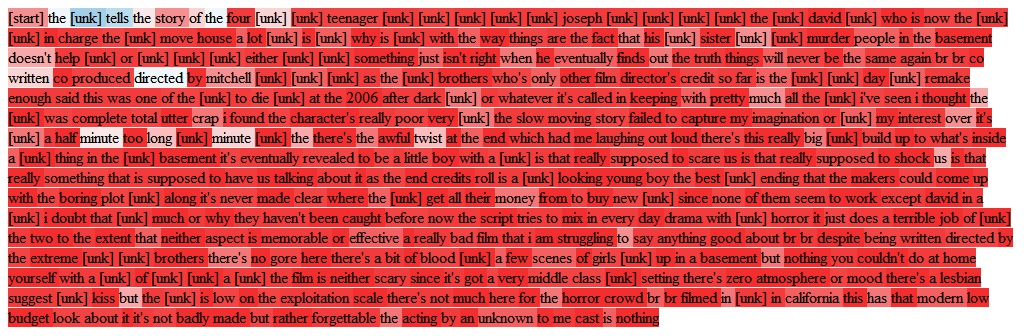 [start] the [unk] tells the story of the four [unk] [unk] teenager [unk] [unk] [unk] [unk] [unk] joseph [unk] [unk] [unk] [unk] the [unk] david [unk] who is now the [unk]
[unk] in charge the [unk] move house a lot [unk] is [unk] why is [unk] with the way things are the fact that his [unk] sister [unk] [unk] murder people in the basement
doesn't help [unk] or [unk] [unk] [unk] either [unk] [unk] something just isn't right when he eventually finds out the truth things will never be the same again br br co
written co produced directed by mitchell [unk] [unk] [unk] as the [unk] brothers who's only other film director's credit so far is the [unk] [unk] day [unk] remake
enough said this was one of the [unk] to die [unk] at the 2006 after dark [unk] or whatever it's called in keeping with pretty much all the [unk] i've seen i thought the
[unk] was complete total utter crap i found the character's really poor very [unk] the slow moving story failed to capture my imagination or [unk] my interest over it's
[unk] a half minute too long [unk] minute [unk] the there's the awful twist at the end which had me laughing out loud there's this really big [unk] build up to what's inside
a [unk] thing in the [unk] basement it's eventually revealed to be a little boy with a [unk] is that really supposed to scare us is that really supposed to shock us is that
really something that is supposed to have us talking about it as the end credits roll is a [unk] looking young boy the best [unk] ending that the makers could come up
with the boring plot [unk] along it's never made clear where the [unk] get all their money from to buy new [unk] since none of them seem to work except david in a
[unk] i doubt that [unk] much or why they haven't been caught before now the script tries to mix in every day drama with [unk] horror it just does a terrible job of [unk]
the two to the extent that neither aspect is memorable or effective a really bad film that i am struggling to say anything good about br br despite being written directed by
the extreme [unk] brothers there's no gore here there's a bit of blood [unk] a few scenes of girls [unk] up in a basement but nothing you couldn't do at home
yourself with a [unk] of [unk] [unk] a [unk] the film is neither scary since it's got a very middle class [unk] setting there's zero atmosphere or mood there's a lesbian
suggest [unk] kiss but the [unk] is low on the exploitation scale there's not much here for the horror crowd br br filmed in [unk] in california this has that modern low
budget look about it it's not badly made but rather forgettable the acting by an unknown to me cast is nothing